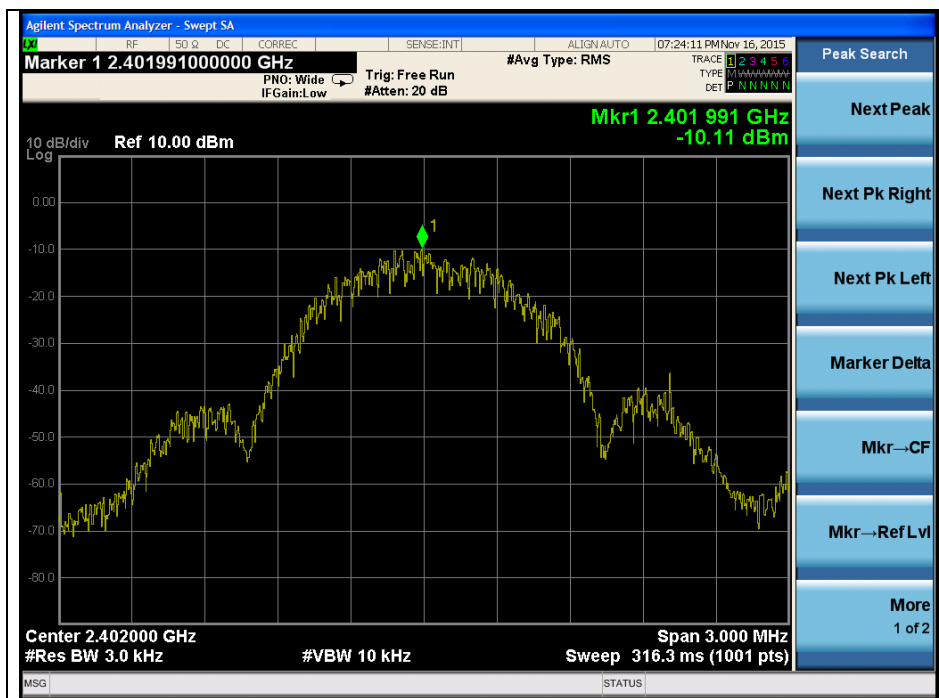 Agilent Spectrum Analyzer - Swept SA
LXI RF 50 Ω DC CORREC SENSE:INT ALIGN AUTO 07:24:11 PM Nov 16, 2015
Marker 1 2.401991000000 GHz
PNO: Wide
IFGain:Low
Trig: Free Run
#Atten: 20 dB
#Avg Type: RMS
TRACE 1 2 3 4 5 6
TYPE M WWWWW
DET P N N N N N
Mkr1 2.401 991 GHz
-10.11 dBm
10 dB/div Ref 10.00 dBm
Log
1
0.00
-10.0
-20.0
-30.0
-40.0
-50.0
-60.0
-70.0
-80.0
Center 2.402000 GHz Span 3.000 MHz
#Res BW 3.0 kHz #VBW 10 kHz Sweep 316.3 ms (1001 pts)
MSG STATUS
Peak Search
Next Peak
Next Pk Right
Next Pk Left
Marker Delta
Mkr→CF
Mkr→Ref Lvl
More
1 of 2